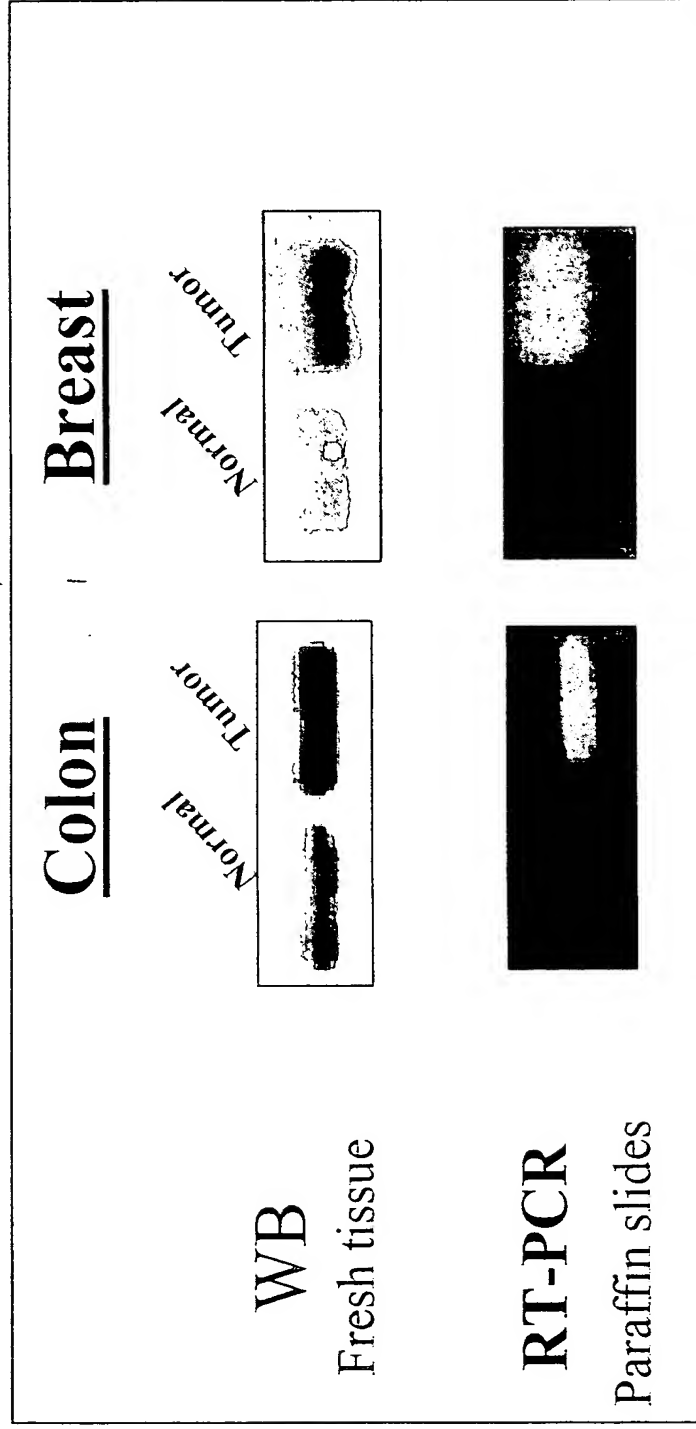 Colon Breast
Normal Tumor Normal Tumor
WB
Fresh tissue
RT-PCR
Paraffin slides